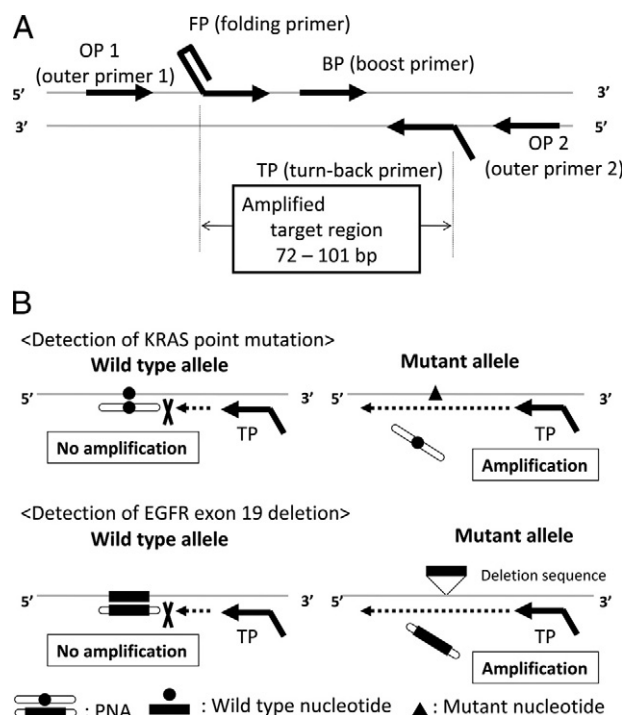 A
FP (folding primer)
OP 1
(outer primer 1)
BP (boost primer)
5’
3’
3’
5’
OP 2
TP (turn-back primer)
(outer primer 2)
Amplified
target region
72 – 101 bp
B
<Detection of KRAS point mutation>
Wild type allele
Mutant allele
5’
3’
5’
3’
TP
TP
No amplification
Amplification
<Detection of EGFR exon 19 deletion>
Wild type allele
Mutant allele
Deletion sequence
5’
3’
5’
3’
TP
TP
No amplification
Amplification
: PNA
: Wild type nucleotide
: Mutant nucleotide